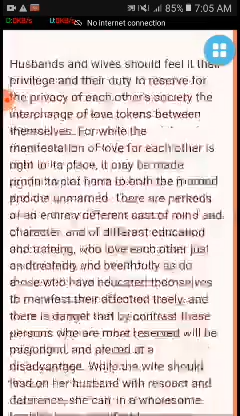 85% 7:05 AM
No internet connection
Husbands and wives should feel it their
privilege and their duty to reserve for
the privacy of each other's society the
interchange of love tokens between
themselves. For while the
manifestation of love for each other is
right in its place, it may be made
harm to both the married
and the unmarried. There are persons
of an entirely different cast of mind and
character, and of different education
and training, who love each other just
as devotedly and healthfully as do
those who have educated themselves
to manifest their affection freely, and
there is danger that by contrast these
persons who are more reserved will be
misjudged, and placed at a
disadvantage. While the wife should
lean on her husband with respect and
deference, she can, in a wholesome,